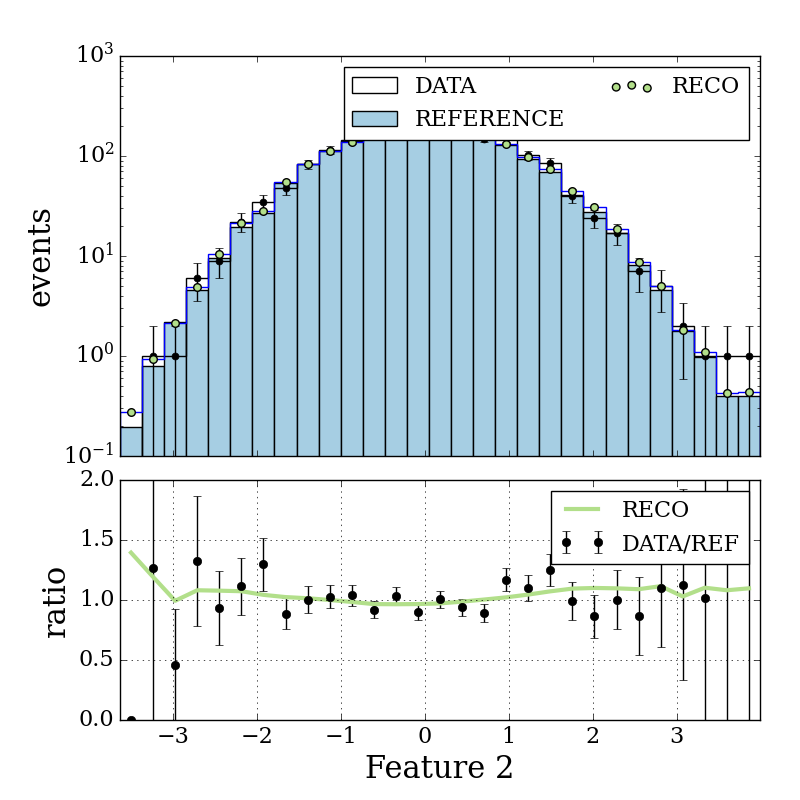 10³
DATA
RECO
REFERENCE
10²
10¹
10⁰
10⁻¹
events
2.0
RECO
DATA/REF
1.5
1.0
0.5
0.0
ratio
−3 −2 −1 0 1 2 3
Feature 2